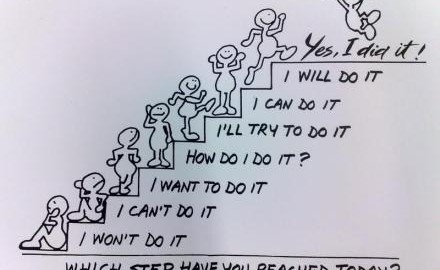 Yes, I did it!
I WILL DO IT
I CAN DO IT
I'LL TRY TO DO IT
HOW DO I DO IT?
I WANT TO DO IT
I CAN'T DO IT
I WON'T DO IT
WHICH STEP HAVE YOU REACHED TODAY?